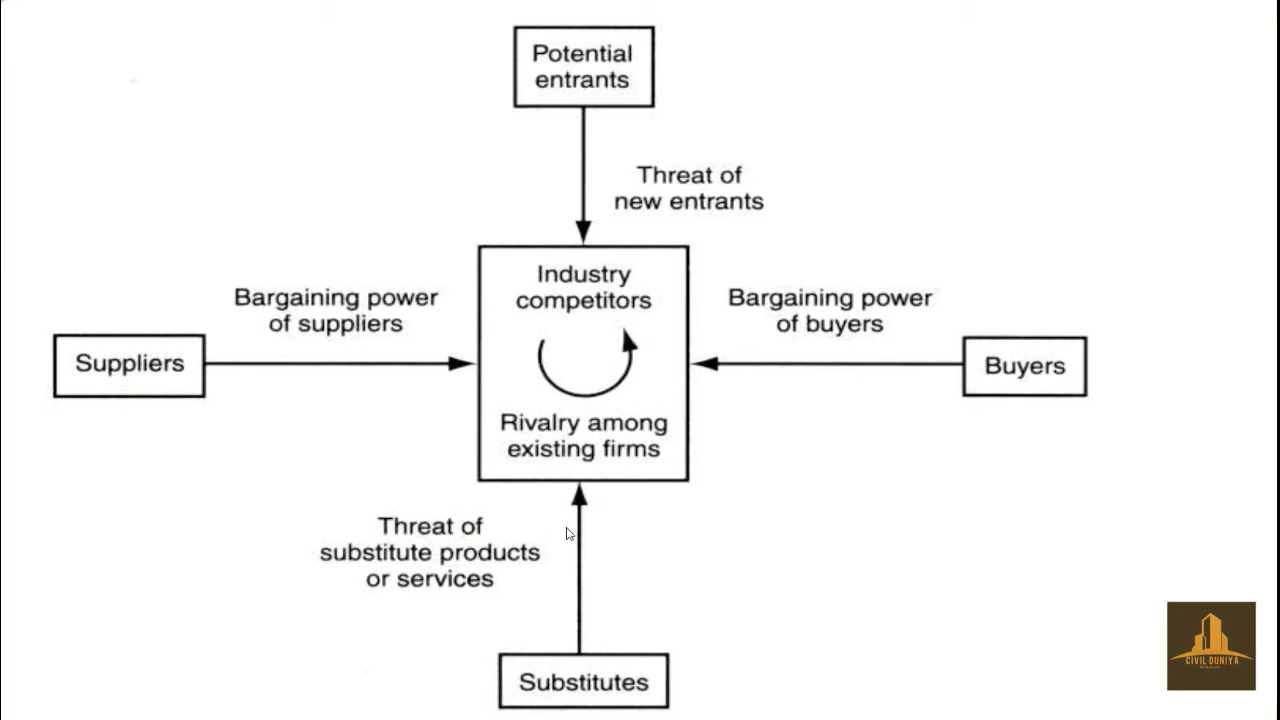 Potential
entrants
Threat of
new entrants
Industry
competitors
Bargaining power
of suppliers
Bargaining power
of buyers
Suppliers
Buyers
Rivalry among
existing firms
Threat of
substitute products
or services
Substitutes
CIVIL DUNIYA